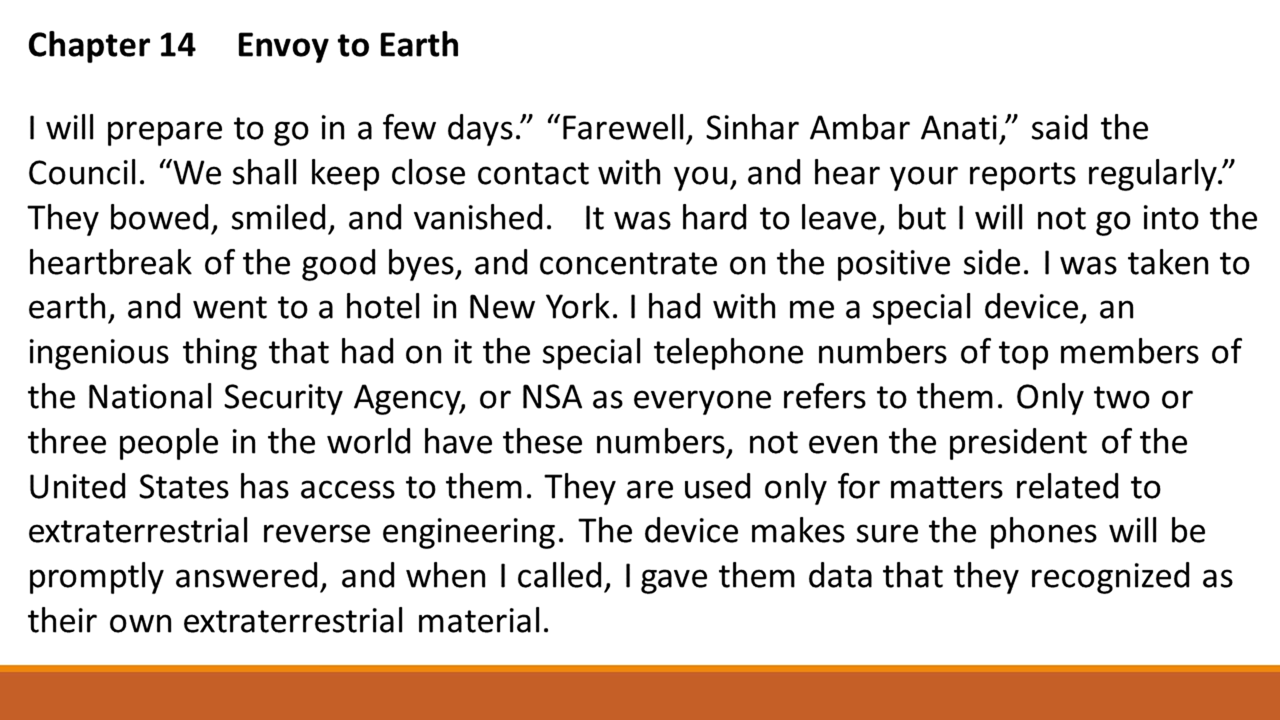 Chapter 14    Envoy to Earth
I will prepare to go in a few days.” “Farewell, Sinhar Ambar Anati,” said the
Council. “We shall keep close contact with you, and hear your reports regularly.”
They bowed, smiled, and vanished.   It was hard to leave, but I will not go into the
heartbreak of the good byes, and concentrate on the positive side. I was taken to
earth, and went to a hotel in New York. I had with me a special device, an
ingenious thing that had on it the special telephone numbers of top members of
the National Security Agency, or NSA as everyone refers to them. Only two or
three people in the world have these numbers, not even the president of the
United States has access to them. They are used only for matters related to
extraterrestrial reverse engineering. The device makes sure the phones will be
promptly answered, and when I called, I gave them data that they recognized as
their own extraterrestrial material.